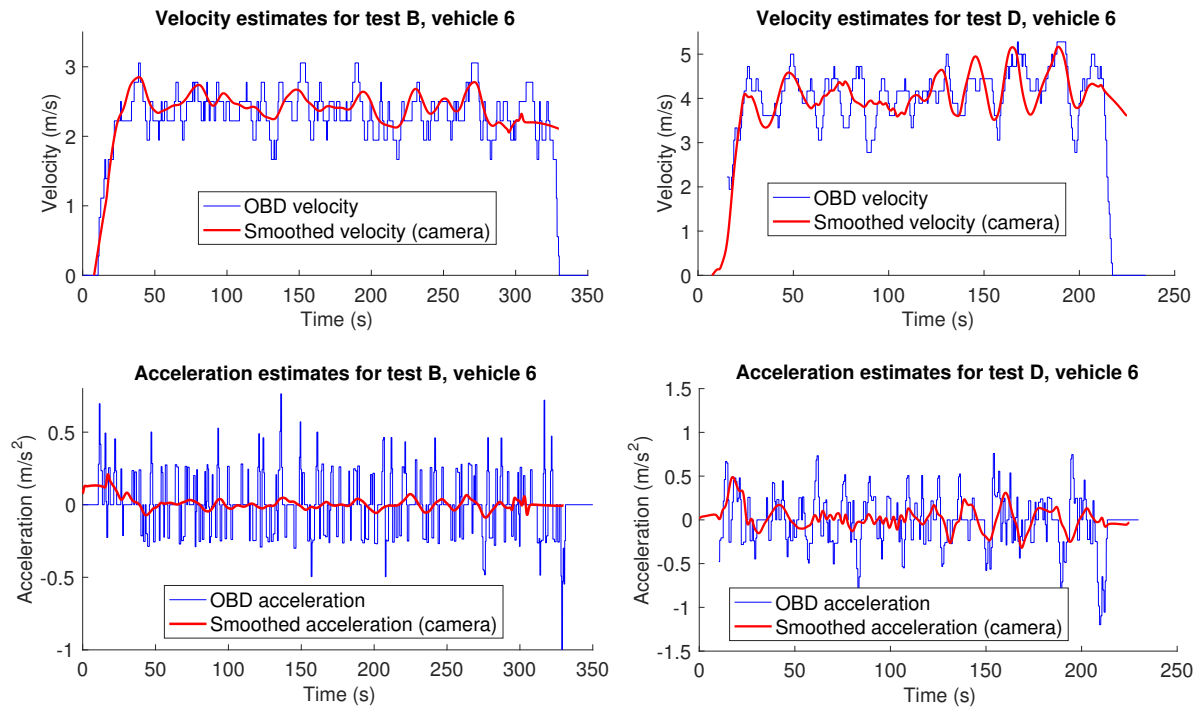 Velocity estimates for test B, vehicle 6
Velocity (m/s)
3
2
1
0
OBD velocity
Smoothed velocity (camera)
0 50 100 150 200 250 300 350
Time (s)
Velocity estimates for test D, vehicle 6
Velocity (m/s)
5
4
3
2
1
0
OBD velocity
Smoothed velocity (camera)
0 50 100 150 200 250
Time (s)
Acceleration estimates for test B, vehicle 6
Acceleration (m/s²)
0.5
0
-0.5
-1
OBD acceleration
Smoothed acceleration (camera)
0 50 100 150 200 250 300 350
Time (s)
Acceleration estimates for test D, vehicle 6
Acceleration (m/s²)
1.5
1
0.5
0
-0.5
-1
-1.5
OBD acceleration
Smoothed acceleration (camera)
0 50 100 150 200 250
Time (s)